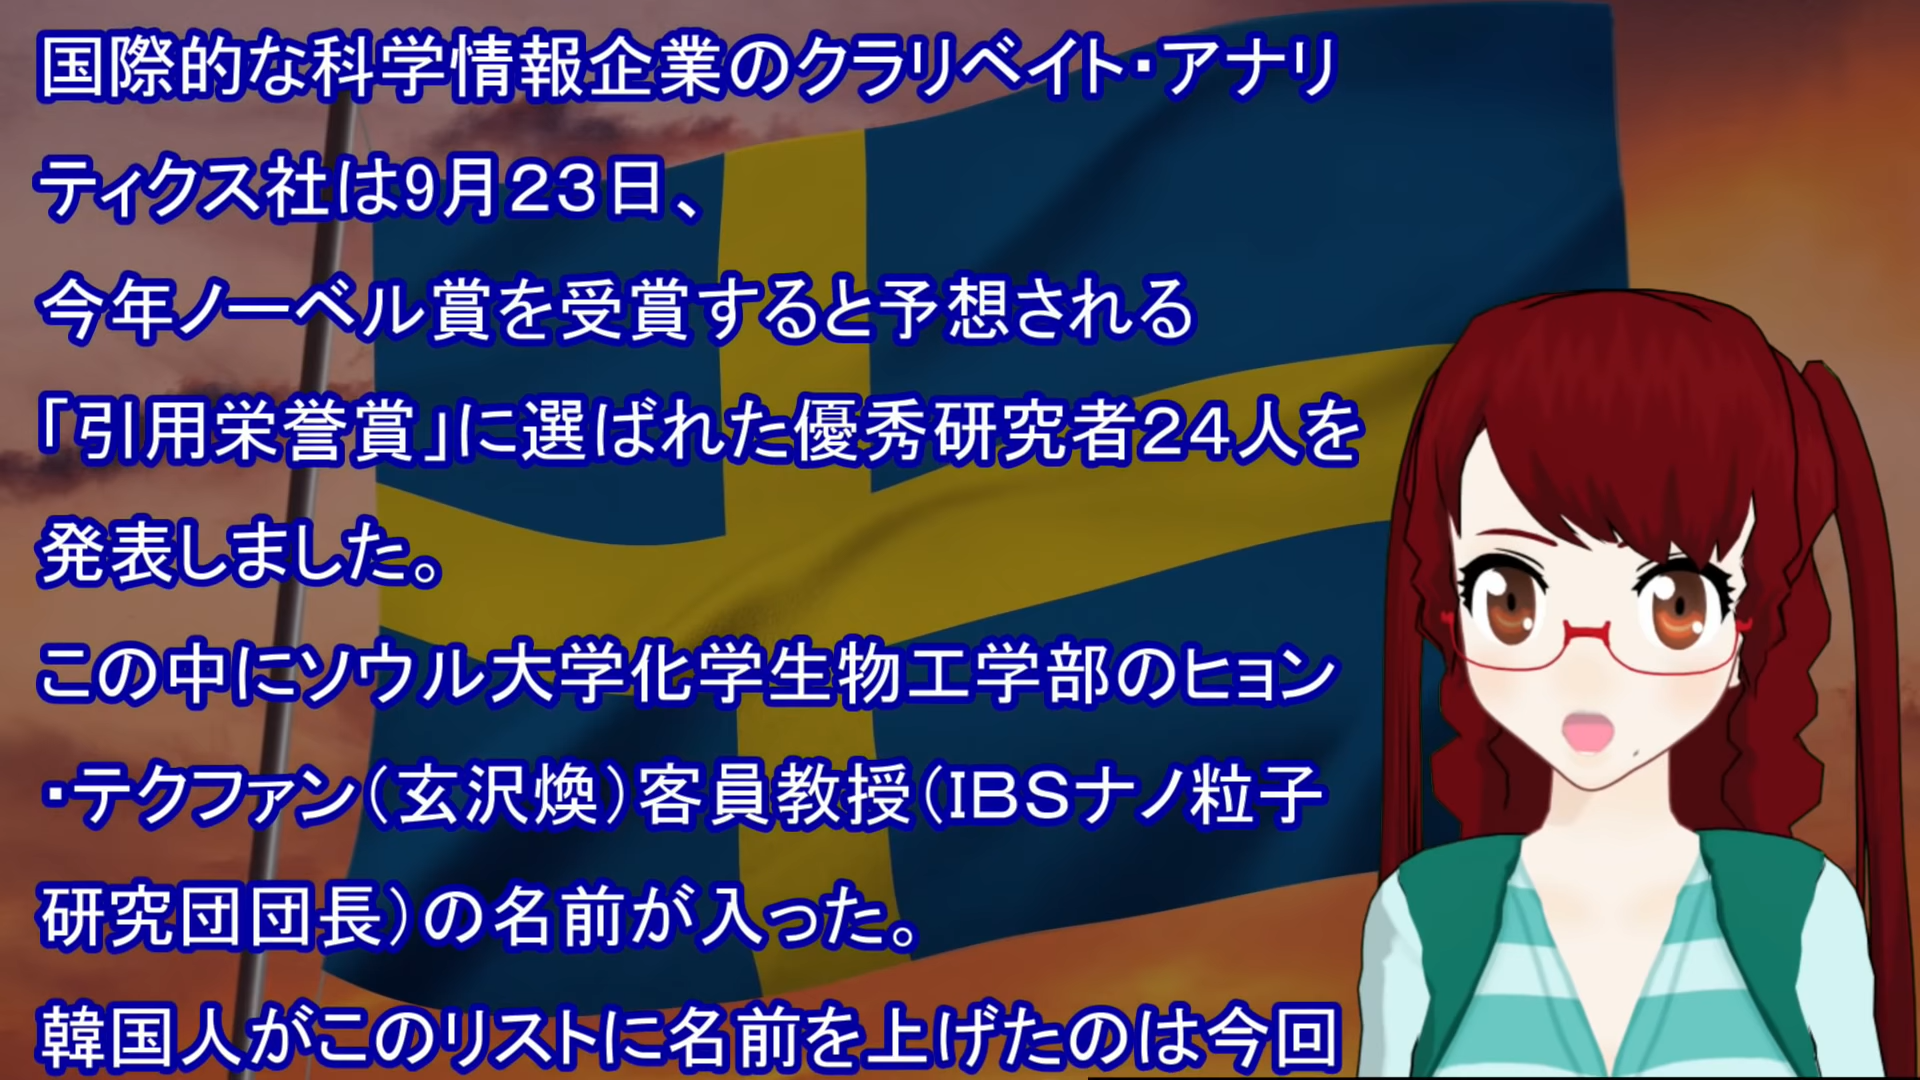 国際的な科学情報企業のクラリベイト・アナリ
ティクス社は9月２３日、
今年ノーベル賞を受賞すると予想される
「引用栄誉賞」に選ばれた優秀研究者２４人を
発表しました。
この中にソウル大学化学生物工学部のヒョン
・テクファン（玄沢煥）客員教授（ＩＢＳナノ粒子
研究団団長）の名前が入った。
韓国人がこのリストに名前を上げたのは今回